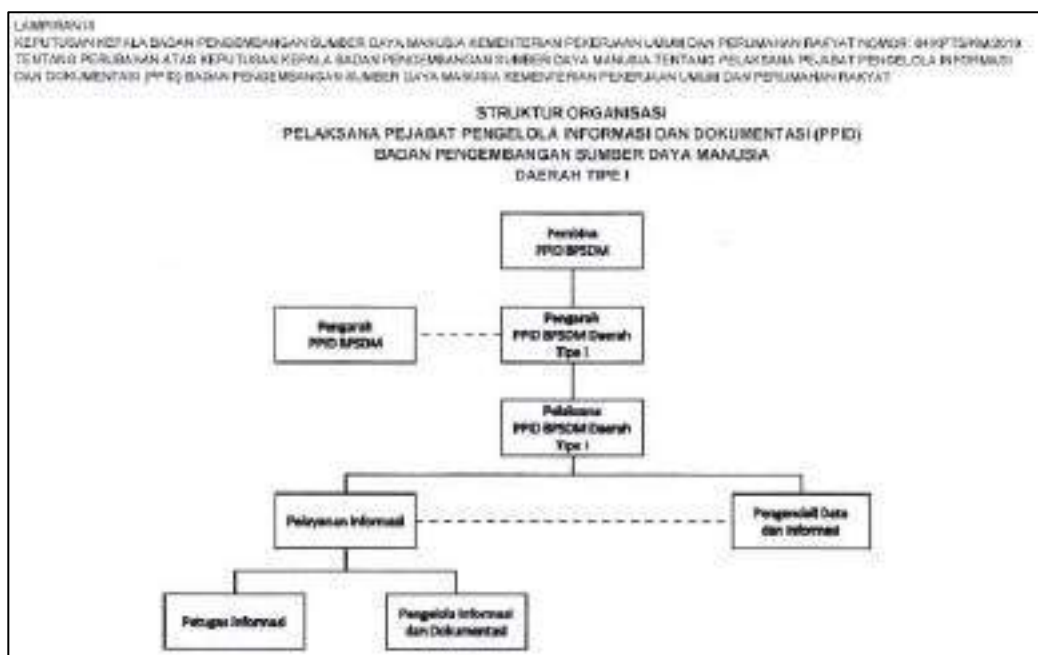 KEPUTUSAN KEPALA BADAN PENGEMBANGAN SUMBER DAYA MANUSIA KEMENTERIAN PEKERJAAN UMUM DAN PERUMAHAN RAKYAT NOMOR:
TENTANG PERUBAHAN ATAS KEPUTUSAN KEPALA BADAN PENGEMBANGAN SUMBER DAYA MANUSIA TENTANG PELAKSANA PEJABAT PENGELOLA INFORMASI
DAN DOKUMENTASI (PPID) BADAN PENGEMBANGAN SUMBER DAYA MANUSIA KEMENTERIAN PEKERJAAN UMUM DAN PERUMAHAN RAKYAT
STRUKTUR ORGANISASI
PELAKSANA PEJABAT PENGELOLA INFORMASI DAN DOKUMENTASI (PPID)
BADAN PENGEMBANGAN SUMBER DAYA MANUSIA
DAERAH TIPE I
Pembina
PPID BPSDM
Pengarah
PPID BPSDM
Pengarah
PPID BPSDM Daerah
Tipe I
Pelaksana
PPID BPSDM Daerah
Tipe I
Pelayanan Informasi
Pengendali Data
dan Informasi
Petugas Informasi
Pengelola Informasi
dan Dokumentasi